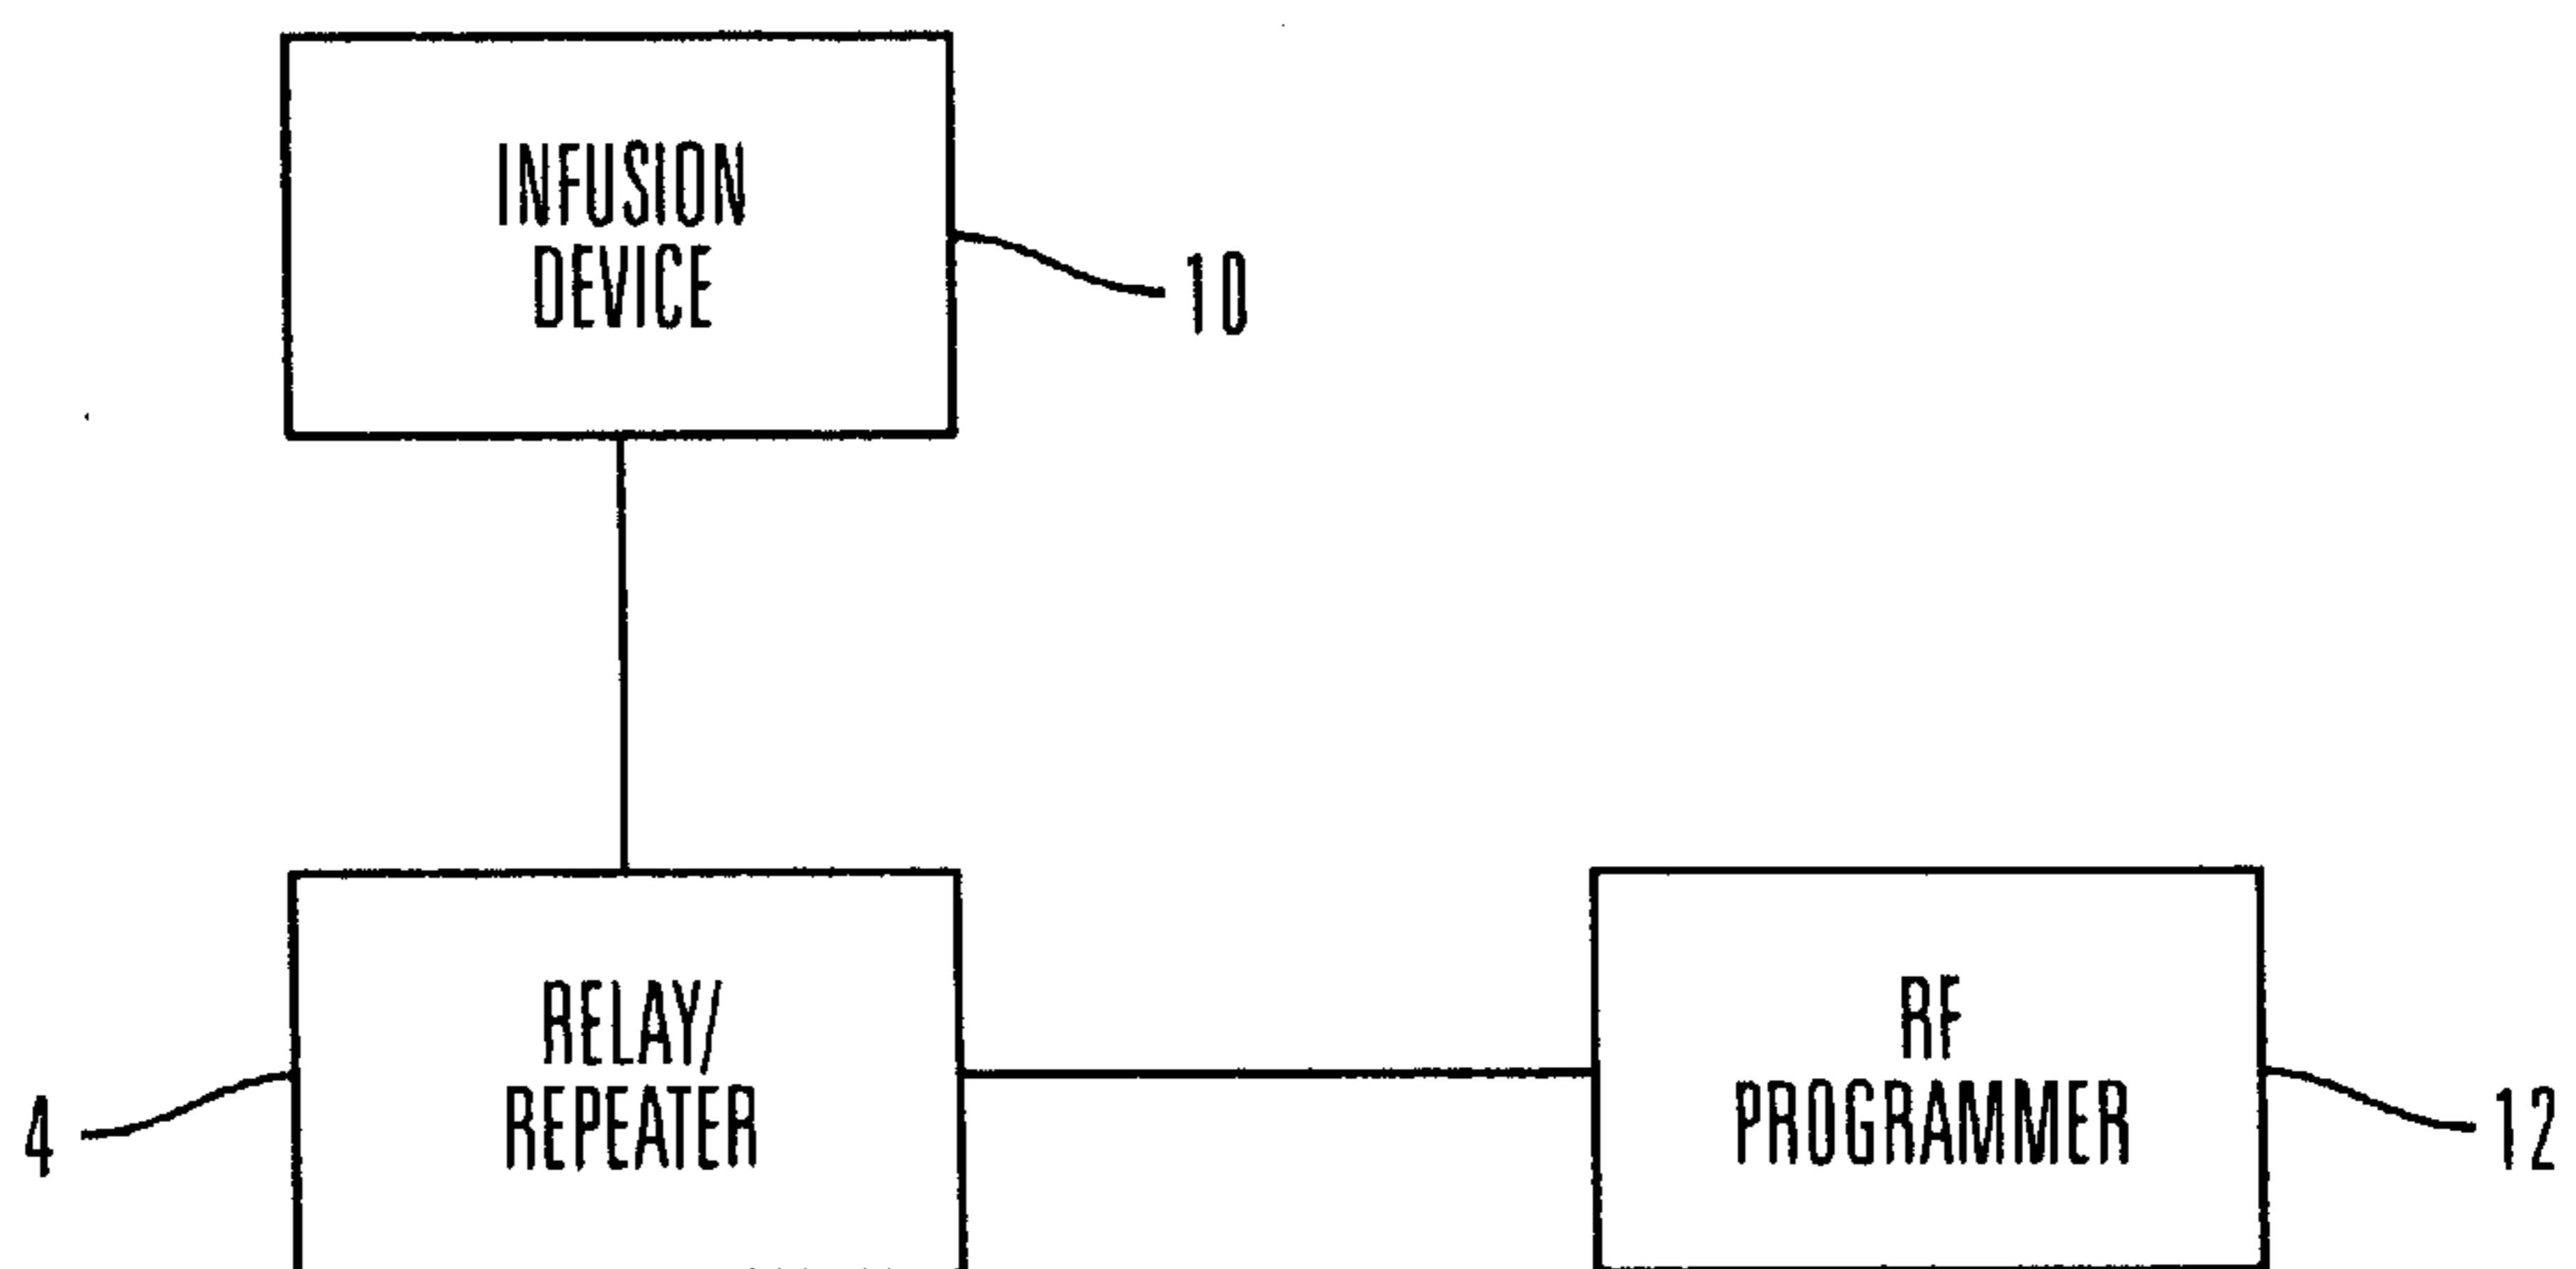 INFUSION
DEVICE
10
RELAY/
REPEATER
4
RF
PROGRAMMER
12